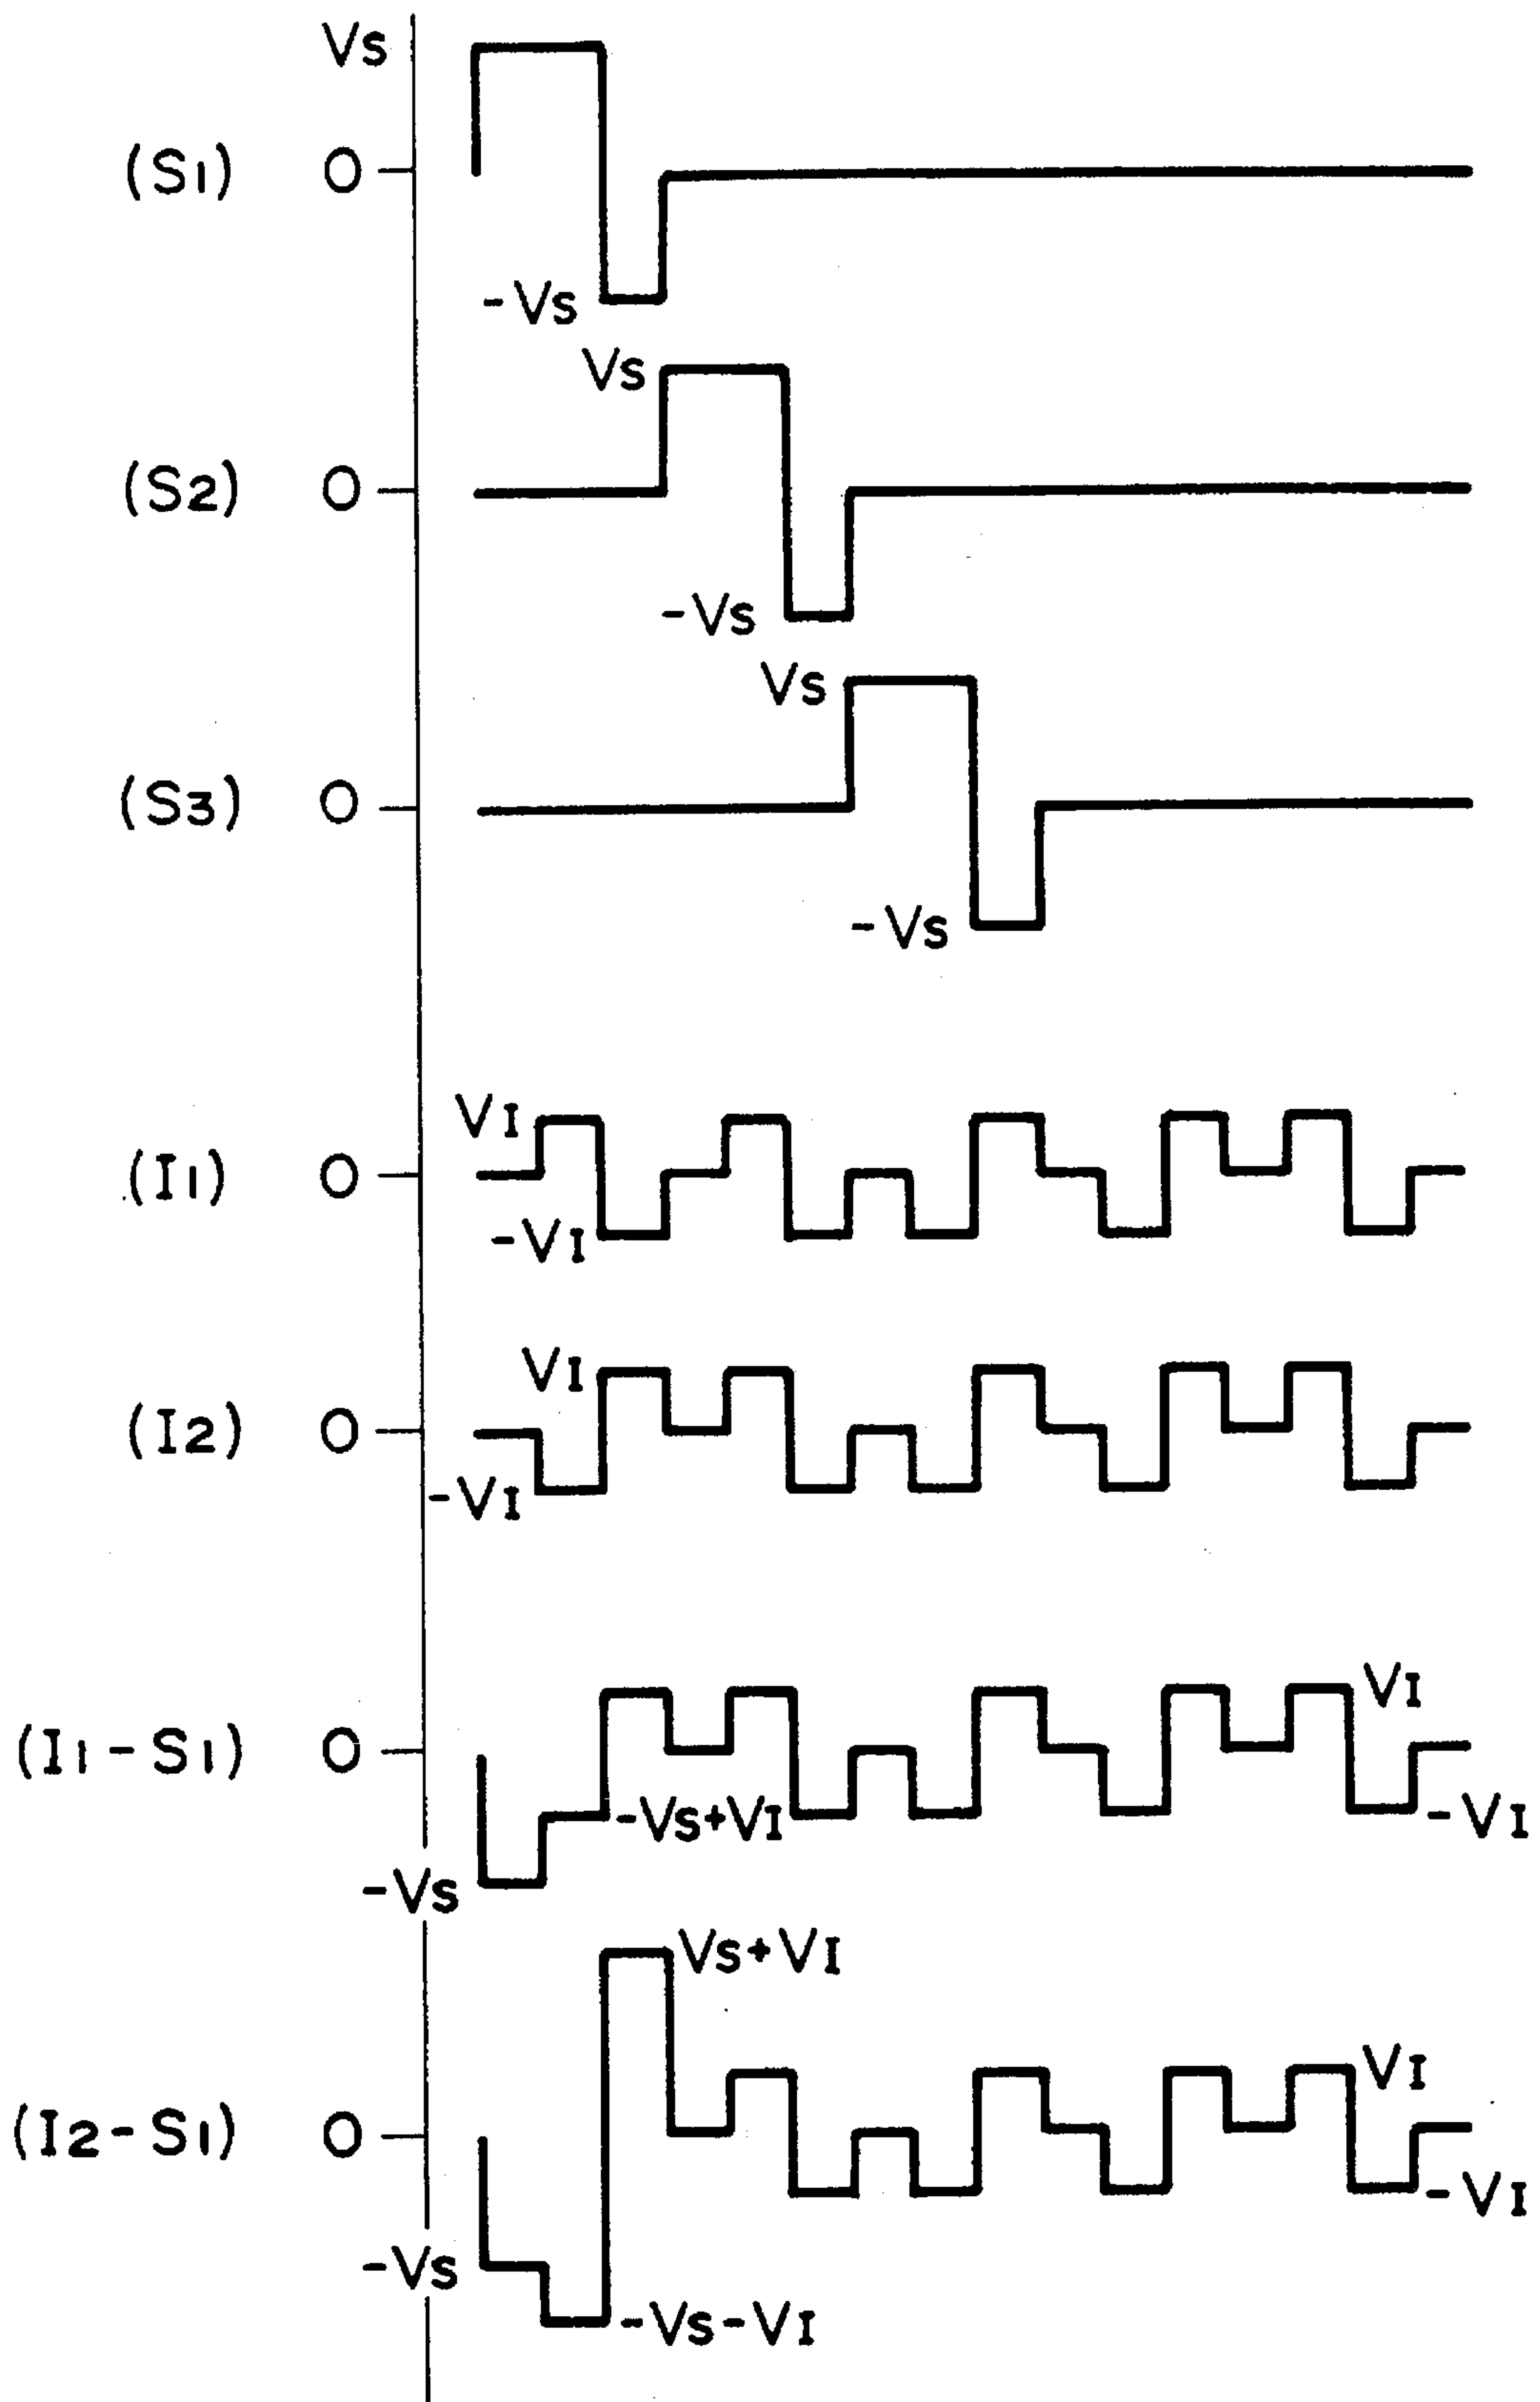 Vs
(S1) 0
-Vs
Vs
(S2) 0
-Vs
Vs
(S3) 0
-Vs
VI
(I1) 0
-VI
VI
(I2) 0
-VI
VI
(I1-S1) 0
-Vs+VI
-VI
-Vs
Vs+VI
VI
(I2-S1) 0
-VI
-Vs
-Vs-VI